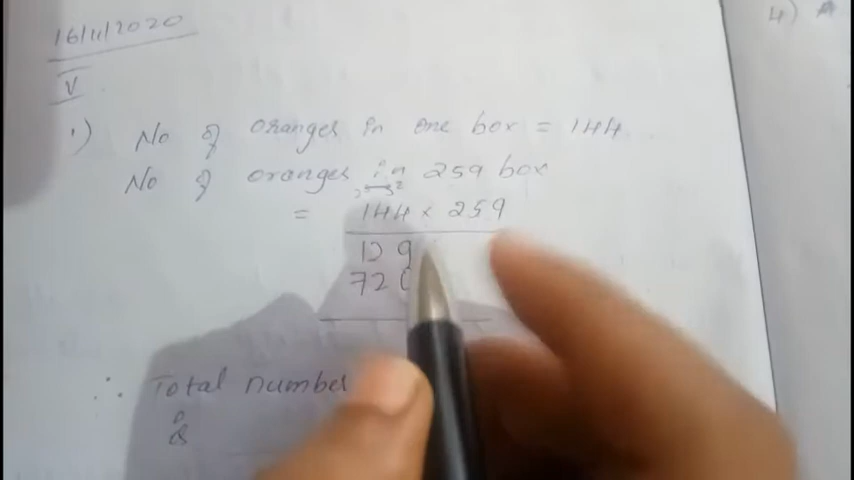 16/11/2020
V
1) No of oranges in one box = 144
No of oranges in 259 box
= 144 × 259
129
720
∴ Total number
4) A